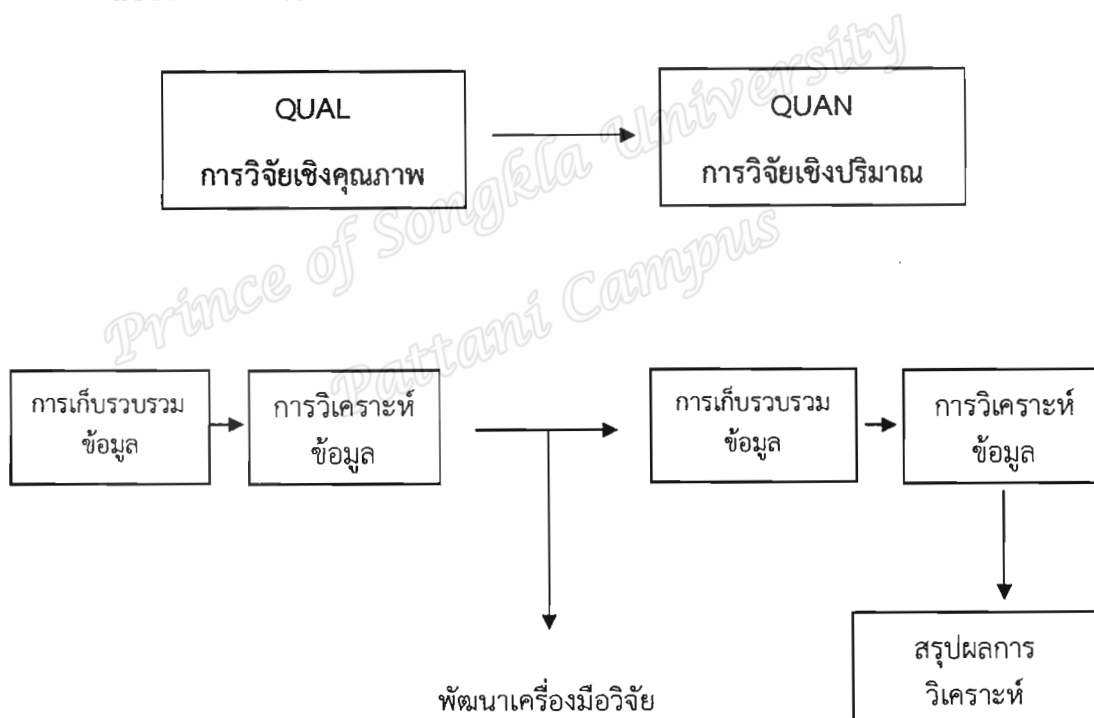 QUAL
การวิจัยเชิงคุณภาพ
QUAN
การวิจัยเชิงปริมาณ
Prince of Songkla University
Pattani Campus
การเก็บรวบรวม
ข้อมูล
การวิเคราะห์
ข้อมูล
การเก็บรวบรวม
ข้อมูล
การวิเคราะห์
ข้อมูล
พัฒนาเครื่องมือวิจัย
สรุปผลการ
วิเคราะห์